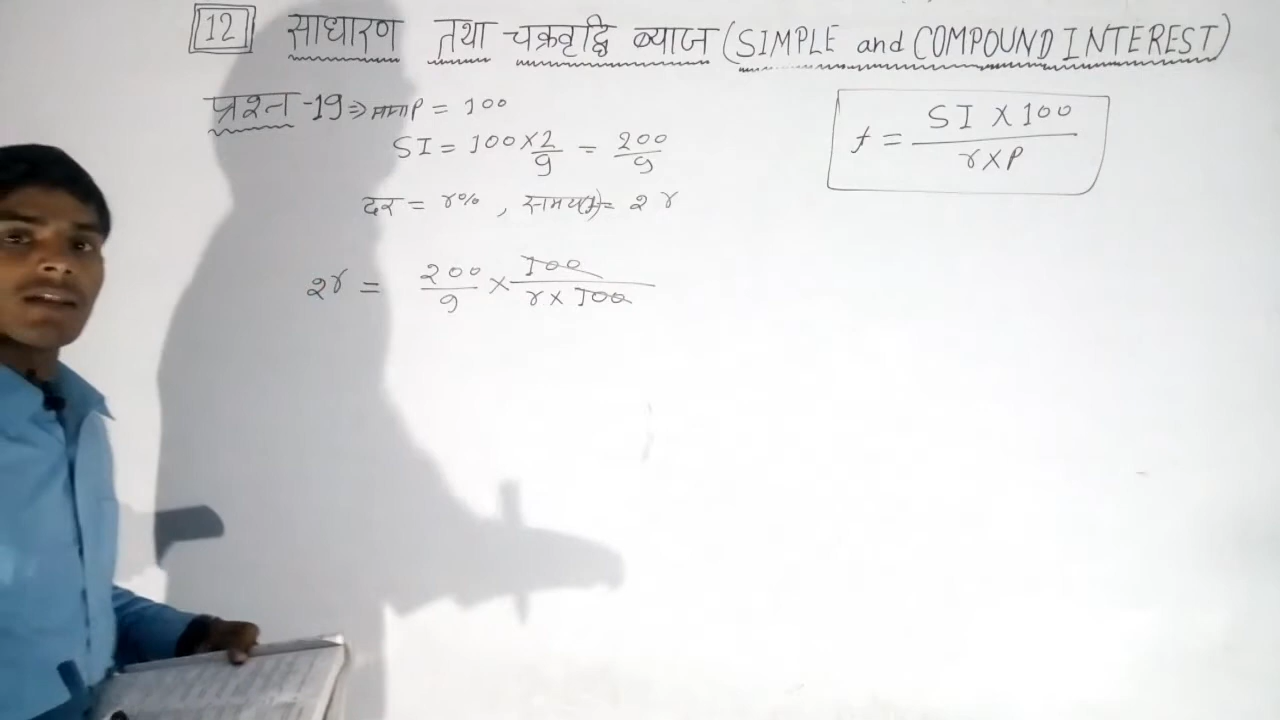 12 साधारण तथा चक्रवृद्धि ब्याज (SIMPLE and COMPOUND INTEREST)
प्रश्न -19 ⇒ माना P = 100
SI = 100 × 2/9 = 200/9
दर = r% , समय(t) = 2r
2r = 200/9 × 100/(r × 100)
t = (SI × 100)/(r × P)